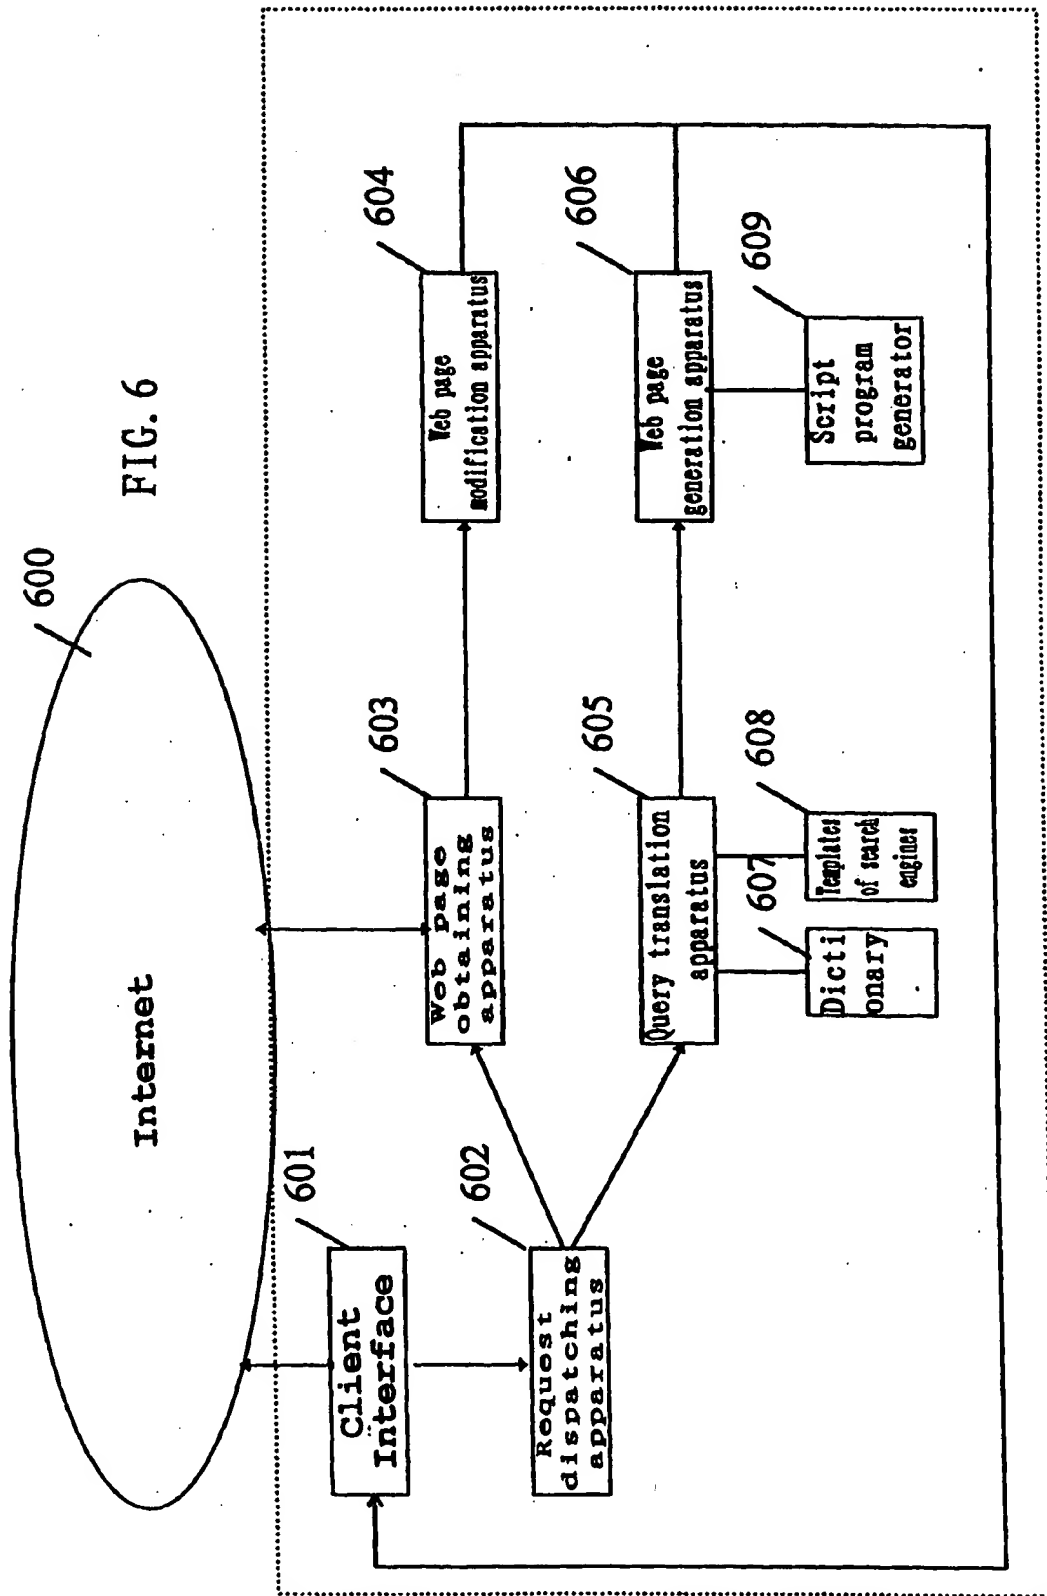 FIG. 6
600
Internet
601
Client
Interface
602
Request
dispatching
apparatus
603
Web page
obtaining
apparatus
604
Web page
modification apparatus
605
Query translation
apparatus
606
Web page
generation apparatus
607
Dicti
onary
608
Templates
of search
engines
609
Script
program
generator